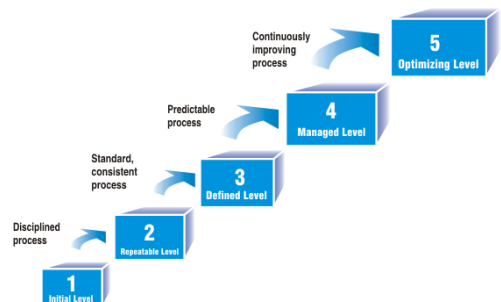 Continuously
improving
process
5
Optimizing Level
Predictable
process
4
Managed Level
Standard,
consistent
process
3
Defined Level
Disciplined
process
2
Repeatable Level
1
Initial Level